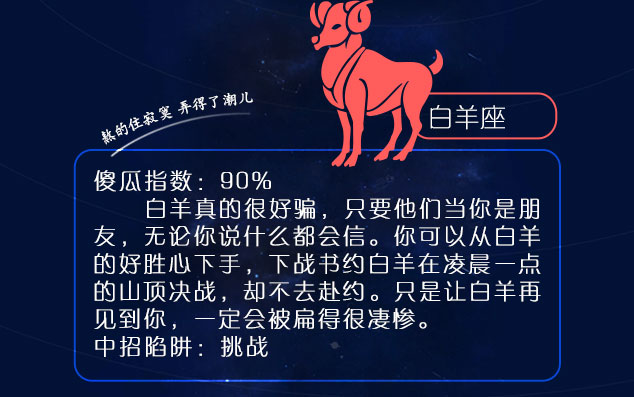 熬的住寂寞 弄得了潮儿
白羊座
傻瓜指数：90%
白羊真的很好骗，只要他们当你是朋
友，无论你说什么都会信。你可以从白羊
的好胜心下手，下战书约白羊在凌晨一点
的山顶决战，却不去赴约。只是让白羊再
见到你，一定会被扁得很凄惨。
中招陷阱：挑战